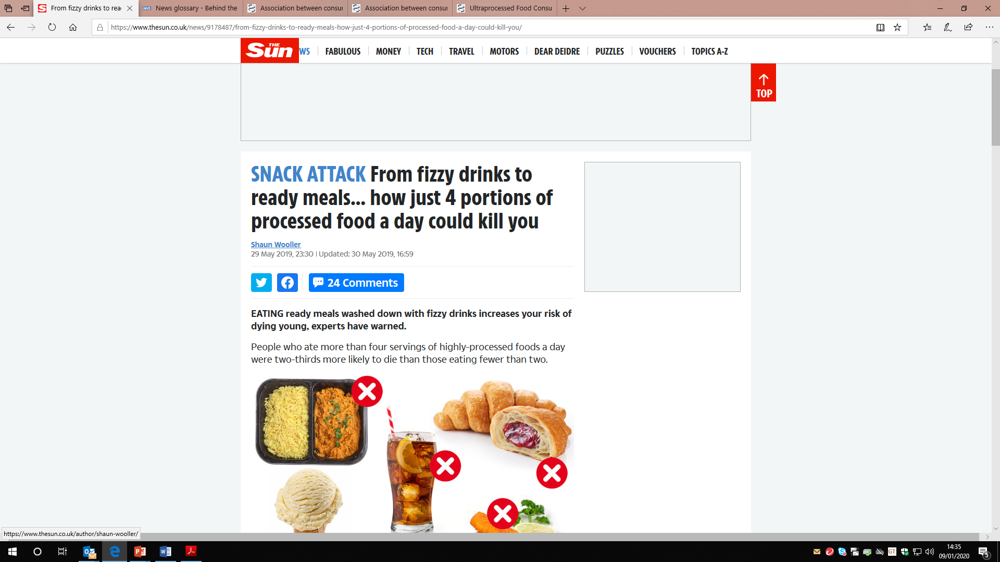 From fizzy drinks to rea
NHS
News glossary - Behind the
Association between consur
Association between consur
Ultraprocessed Food Consu
https://www.thesun.co.uk/news/9178487/from-fizzy-drinks-to-ready-meals-how-just-4-portions-of-processed-food-a-day-could-kill-you/
THE Sun
WS
FABULOUS
MONEY
TECH
TRAVEL
MOTORS
DEAR DEIDRE
PUZZLES
VOUCHERS
TOPICS A-Z
TOP
SNACK ATTACK From fizzy drinks to
ready meals... how just 4 portions of
processed food a day could kill you
Shaun Wooller
29 May 2019, 23:30 | Updated: 30 May 2019, 16:59
24 Comments
EATING ready meals washed down with fizzy drinks increases your risk of
dying young, experts have warned.
People who ate more than four servings of highly-processed foods a day
were two-thirds more likely to die than those eating fewer than two.
https://www.thesun.co.uk/author/shaun-wooller/
GT
14:35
09/01/2020
5